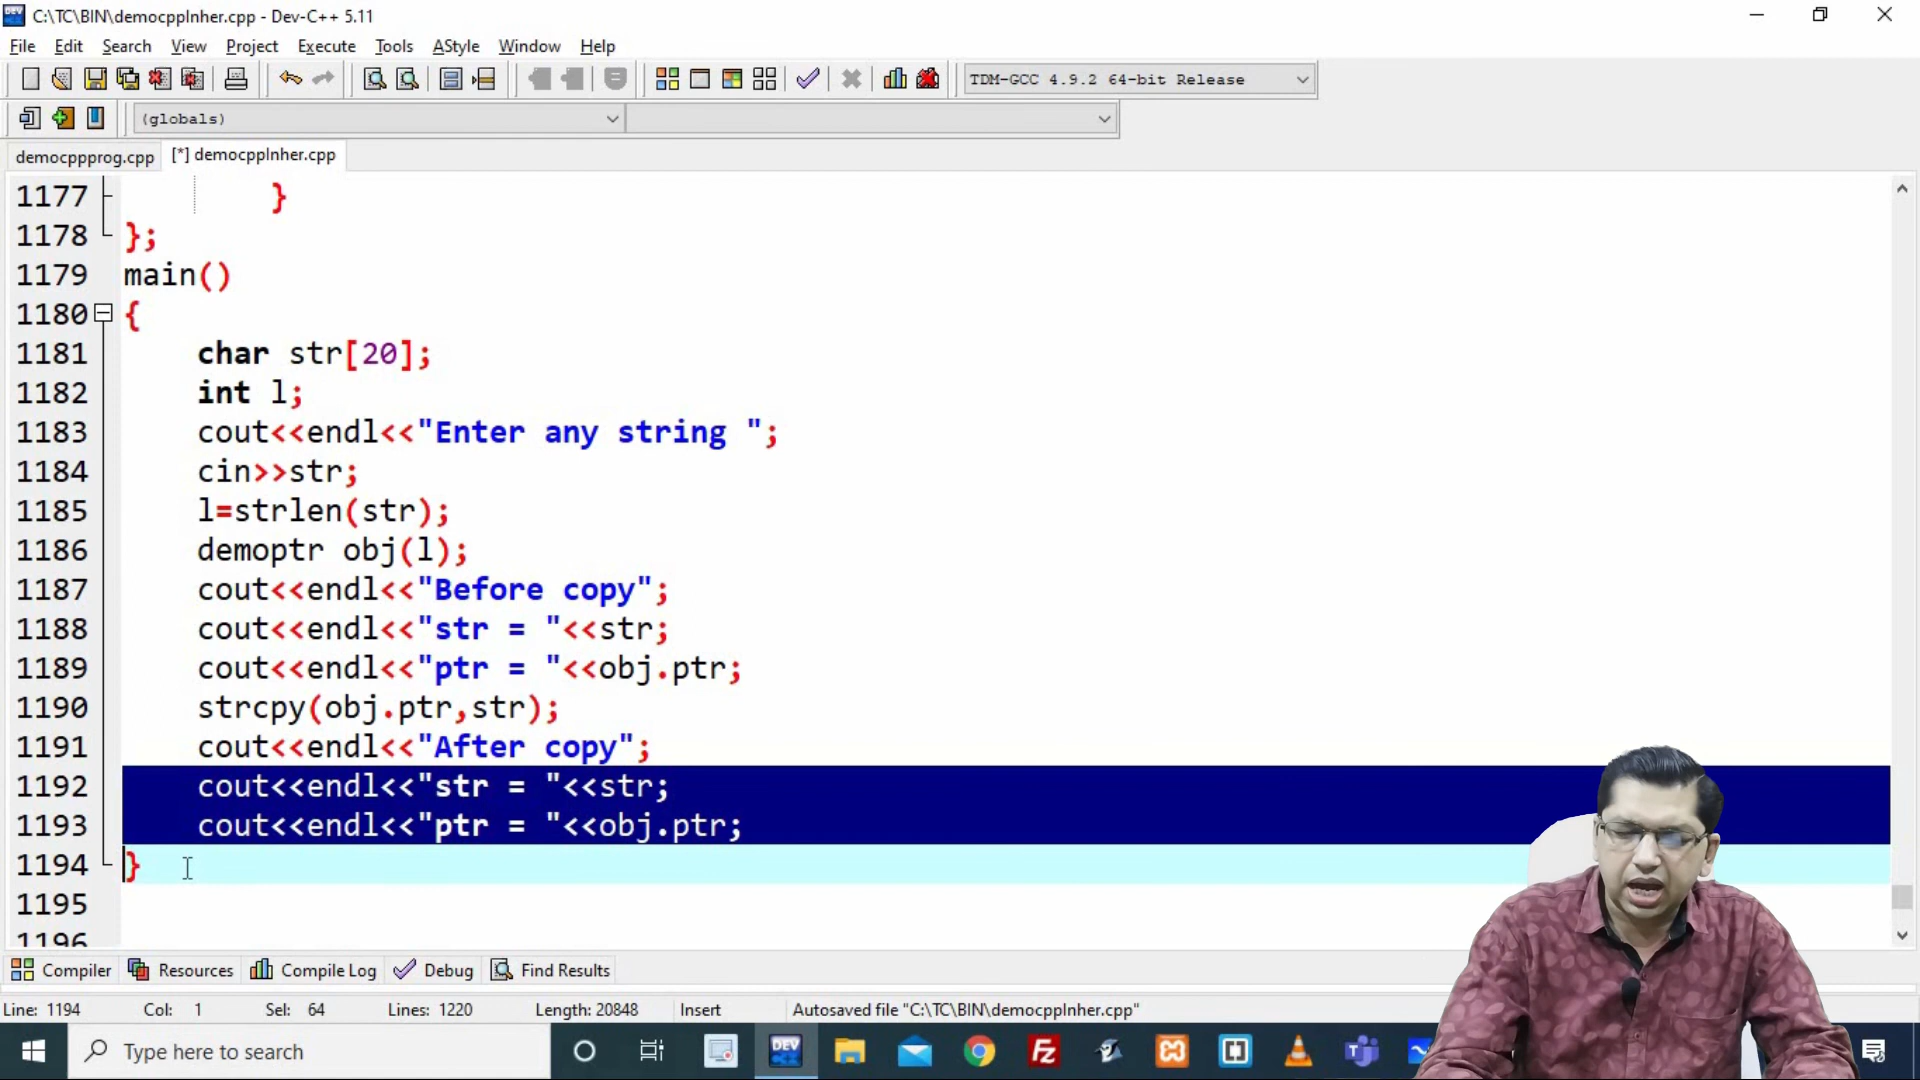 C:\TC\BIN\democppInher.cpp - Dev-C++ 5.11
File Edit Search View Project Execute Tools AStyle Window Help
TDM-GCC 4.9.2 64-bit Release
(globals)
democppprog.cpp [*] democppInher.cpp
1177 }
1178 };
1179 main()
1180 {
1181 char str[20];
1182 int l;
1183 cout<<endl<<"Enter any string ";
1184 cin>>str;
1185 l=strlen(str);
1186 demoptr obj(l);
1187 cout<<endl<<"Before copy";
1188 cout<<endl<<"str = "<<str;
1189 cout<<endl<<"ptr = "<<obj.ptr;
1190 strcpy(obj.ptr,str);
1191 cout<<endl<<"After copy";
1192 cout<<endl<<"str = "<<str;
1193 cout<<endl<<"ptr = "<<obj.ptr;
1194 }
1195
1196
Compiler Resources Compile Log Debug Find Results
Line: 1194 Col: 1 Sel: 64 Lines: 1220 Length: 20848 Insert Autosaved file "C:\TC\BIN\democppInher.cpp"
DEV
Fz
Type here to search